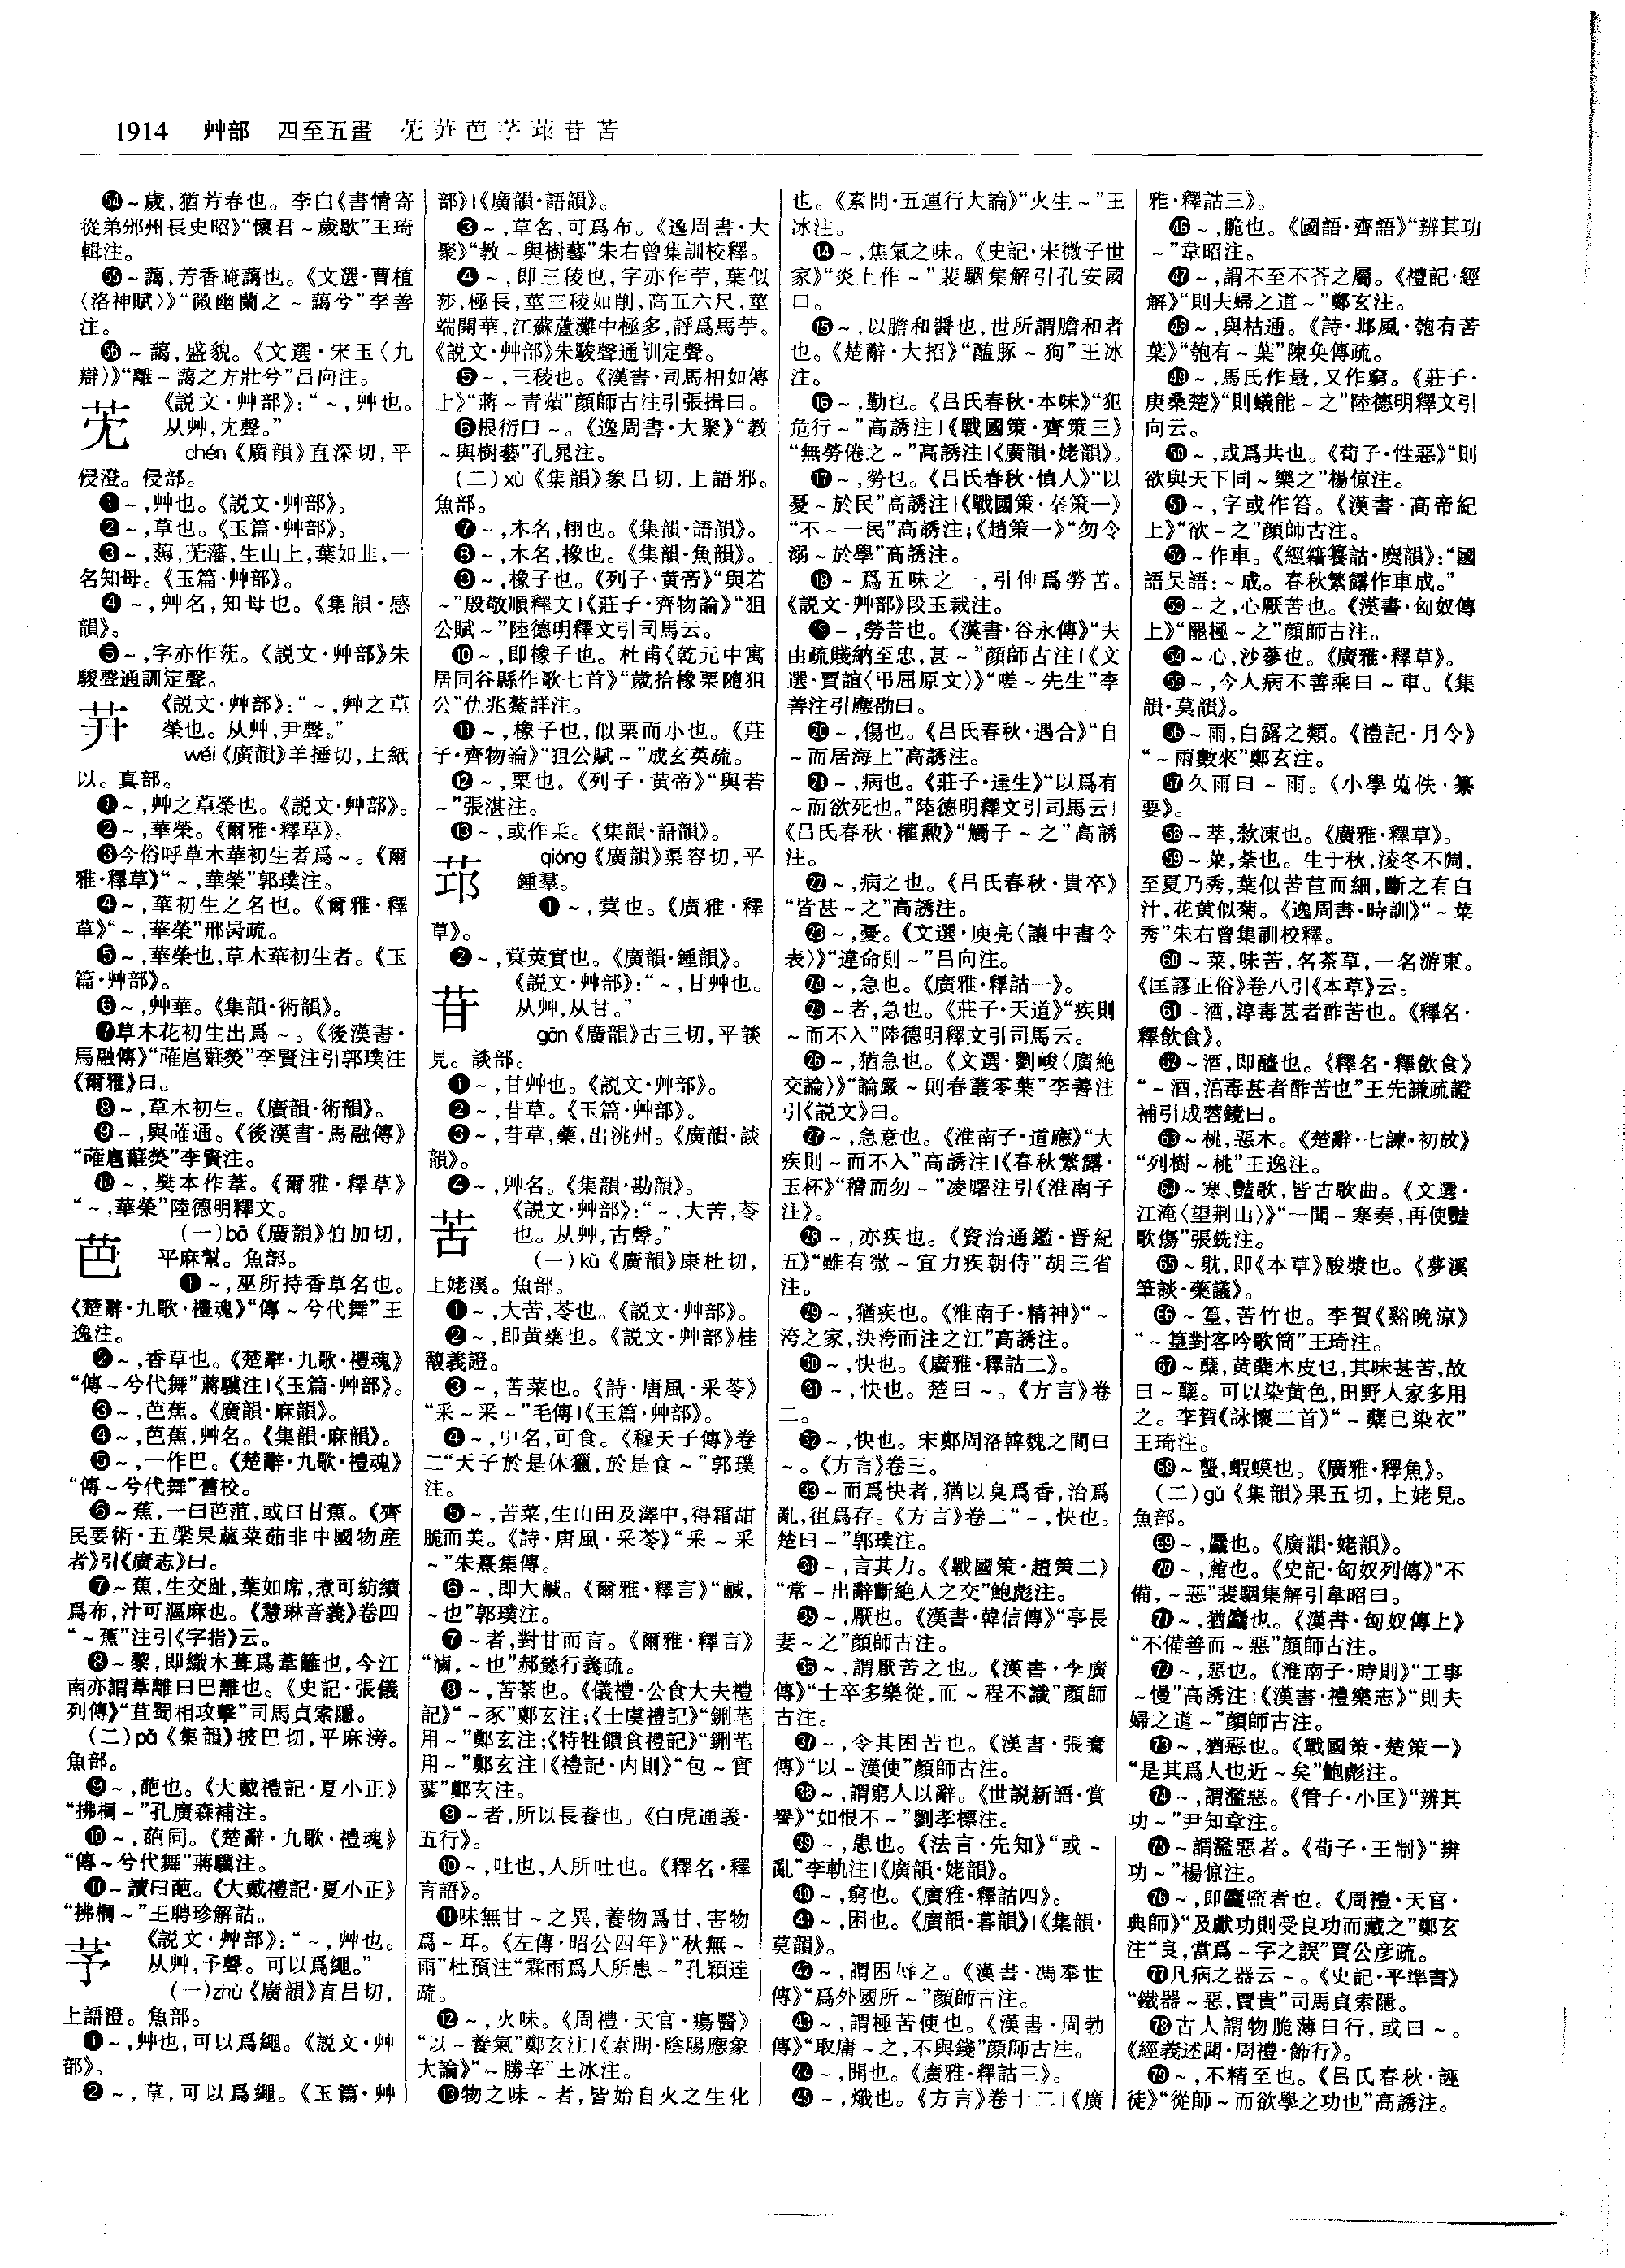 1914 艸部 四至五畫 芜荓芭芧茚苷苦
54~歲,猶芳春也。李白《書情寄
從弟邠州長史昭》“懷君~歲歇”王琦
輯注。
55~藹,芳香晻藹也。《文選·曹植
〈洛神賦〉》“微幽蘭之~藹兮”李善
注。
56~藹,盛貌。《文選·宋玉〈九
辯〉》“離~藹之方壯兮”吕向注。
《説文·艸部》:“~,艸也。
从艸,冘聲。”
chén《廣韻》直深切,平
侵澄。侵部。
❶~,艸也。《説文·艸部》。
❷~,草也。《玉篇·艸部》。
❸~,藫,莐藩,生山上,葉如韭,一
名知母。《玉篇·艸部》。
❹~,艸名,知母也。《集韻·感
韻》。
❺~,字亦作莐。《説文·艸部》朱
駿聲通訓定聲。
芛 《説文·艸部》:“~,艸之葟
榮也。从艸,尹聲。”
wěi《廣韻》羊捶切,上紙
以。真部。
❶~,艸之葟榮也。《説文·艸部》。
❷~,華榮。《爾雅·釋草》。
❸今俗呼草木華初生者爲~。《爾
雅·釋草》“~,華榮”郭璞注。
❹~,華初生之名也。《爾雅·釋
草》“~,華榮”邢昺疏。
❺~,華榮也,草木華初生者。《玉
篇·艸部》。
❻~,艸華。《集韻·術韻》。
❼草木花初生出爲~。《後漢書·
馬融傳》“蓶扈蘳熒”李賢注引郭璞注
《爾雅》曰。
❽~,草木初生。《廣韻·術韻》。
❾~,與蓶通。《後漢書·馬融傳》
“蓶扈蘳熒”李賢注。
❿~,樊本作葦。《爾雅·釋草》
“~,華榮”陸德明釋文。
芭 (一)bā《廣韻》伯加切,
平麻幫。魚部。
❶~,巫所持香草名也。
《楚辭·九歌·禮魂》“傳~兮代舞”王
逸注。
❷~,香草也。《楚辭·九歌·禮魂》
“傳~兮代舞”蔣驥注|《玉篇·艸部》。
❸~,芭蕉。《廣韻·麻韻》。
❹~,芭蕉,艸名。《集韻·麻韻》。
❺~,一作巴。《楚辭·九歌·禮魂》
“傳~兮代舞”舊校。
❻~蕉,一曰芭菹,或曰甘蕉。《齊
民要術·五榖果蓏菜茹非中國物産
者》引《廣志》曰。
❼~蕉,生交趾,葉如席,煮可紡績
爲布,汁可漚麻也。《慧琳音義》卷四
“~蕉”注引《字指》云。
❽~黎,即織木葺爲葦籬也,今江
南亦謂葦離曰巴離也。《史記·張儀
列傳》“苴蜀相攻擊”司馬貞索隱。
(二)pā《集韻》披巴切,平麻滂。
魚部。
❾~,葩也。《大戴禮記·夏小正》
“拂桐~”孔廣森補注。
❿~,葩同。《楚辭·九歌·禮魂》
“傳~兮代舞”蔣驥注。
⓫~讀曰葩。《大戴禮記·夏小正》
“拂桐~”王聘珍解詁。
芧 《説文·艸部》:“~,艸也。
从艸,予聲。可以爲繩。”
(一)zhù《廣韻》直吕切,
上語澄。魚部。
❶~,艸也,可以爲繩。《説文·艸
部》。
❷~,草,可以爲繩。《玉篇·艸
部》|《廣韻·語韻》。
❸~,草名,可爲布。《逸周書·大
聚》“教~與樹藝”朱右曾集訓校釋。
❹~,即三稜也,字亦作苧,葉似
莎,極長,莖三稜如削,高五六尺,莖
端開華,江蘇蘆灘中極多,評爲馬芧。
《説文·艸部》朱駿聲通訓定聲。
❺~,三稜也。《漢書·司馬相如傳
上》“蔣~青薠”顔師古注引張揖曰。
❻根衍曰~。《逸周書·大聚》“教
~與樹藝”孔晁注。
(二)xù《集韻》象吕切,上語邪。
魚部。
❼~,木名,栩也。《集韻·語韻》。
❽~,木名,橡也。《集韻·魚韻》。
❾~,橡子也。《列子·黄帝》“與若
~”殷敬順釋文|《莊子·齊物論》“狙
公賦~”陸德明釋文引司馬云。
❿~,即橡子也。杜甫《乾元中寓
居同谷縣作歌七首》“歲拾橡栗隨狙
公”仇兆鰲詳注。
⓫~,橡子也,似栗而小也。《莊
子·齊物論》“狙公賦~”成玄英疏。
⓬~,栗也。《列子·黄帝》“與若
~”張湛注。
⓭~,或作柔。《集韻·語韻》。
qióng《廣韻》渠容切,平
鍾羣。
❶~,蓂也。《廣雅·釋
草》。
❷~,蓂莢實也。《廣韻·鍾韻》。
苷 《説文·艸部》:“~,甘艸也。
从艸,从甘。”
gān《廣韻》古三切,平談
見。談部。
❶~,甘艸也。《説文·艸部》。
❷~,苷草。《玉篇·艸部》。
❸~,苷草,藥,出洮州。《廣韻·談
韻》。
❹~,艸名。《集韻·勘韻》。
苦 《説文·艸部》:“~,大苦,苓
也。从艸,古聲。”
(一)kǔ《廣韻》康杜切,
上姥溪。魚部。
❶~,大苦,苓也。《説文·艸部》。
❷~,即黄藥也。《説文·艸部》桂
馥義證。
❸~,苦菜也。《詩·唐風·采苓》
“采~采~”毛傳|《玉篇·艸部》。
❹~,屮名,可食。《穆天子傳》卷
二“天子於是休獵,於是食~”郭璞
注。
❺~,苦菜,生山田及澤中,得霜甜
脆而美。《詩·唐風·采苓》“采~采
~”朱熹集傳。
❻~,即大鹹。《爾雅·釋言》“鹹,
~也”郭璞注。
❼~者,對甘而言。《爾雅·釋言》
“滷,~也”郝懿行義疏。
❽~,苦荼也。《儀禮·公食大夫禮
記》“~豕”鄭玄注;《士虞禮記》“鉶芼
用~”鄭玄注;《特牲饋食禮記》“鉶芼
用~”鄭玄注|《禮記·内則》“包~實
蓼”鄭玄注。
❾~者,所以長養也。《白虎通義·
五行》。
❿~,吐也,人所吐也。《釋名·釋
言語》。
⓫味無甘~之異,養物爲甘,害物
爲~耳。《左傳·昭公四年》“秋無~
雨”杜預注“霖雨爲人所患~”孔穎達
疏。
⓬~,火味。《周禮·天官·瘍醫》
“以~養氣”鄭玄注|《素問·陰陽應象
大論》“~勝辛”王冰注。
⓭物之味~者,皆始自火之生化
也。《素問·五運行大論》“火生~”王
冰注。
⓮~,焦氣之味。《史記·宋微子世
家》“炎上作~”裴駰集解引孔安國
曰。
⓯~,以膽和醬也,世所謂膽和者
也。《楚辭·大招》“醢豚~狗”王冰
注。
⓰~,勤也。《吕氏春秋·本味》“犯
危行~”高誘注|《戰國策·齊策三》
“無勞倦之~”高誘注|《廣韻·姥韻》。
⓱~,勞也。《吕氏春秋·慎人》“以
憂~於民”高誘注|《戰國策·秦策一》
“不~一民”高誘注;《趙策一》“勿令
溺~於學”高誘注。
⓲~爲五味之一,引伸爲勞苦。
《説文·艸部》段玉裁注。
⓳~,勞苦也。《漢書·谷永傳》“夫
由疏賤納至忠,甚~”顔師古注|《文
選·賈誼〈弔屈原文〉》“嗟~先生”李
善注引應劭曰。
⓴~,傷也。《吕氏春秋·遇合》“自
~而居海上”高誘注。
21~,病也。《莊子·達生》“以爲有
~而欲死也。”陸德明釋文引司馬云|
《吕氏春秋·權勲》“觸子~之”高誘
注。
22~,病之也。《吕氏春秋·貴卒》
“皆甚~之”高誘注。
23~,憂。《文選·庾亮〈讓中書令
表〉》“違命則~”吕向注。
24~,急也。《廣雅·釋詁一》。
25~者,急也。《莊子·天道》“疾則
~而不入”陸德明釋文引司馬云。
26~,猶急也。《文選·劉峻〈廣絶
交論〉》“論嚴~則春叢零葉”李善注
引《説文》曰。
27~,急意也。《淮南子·道應》“大
疾則~而不入”高誘注|《春秋繁露·
玉杯》“稽而勿~”凌曙注引《淮南子
注》。
28~,亦疾也。《資治通鑑·晋紀
五》“雖有微~宜力疾朝侍”胡三省
注。
29~,猶疾也。《淮南子·精神》“~
洿之家,決洿而注之江”高誘注。
30~,快也。《廣雅·釋詁二》。
31~,快也。楚曰~。《方言》卷
二。
32~,快也。宋鄭周洛韓魏之間曰
~。《方言》卷三。
33~而爲快者,猶以臭爲香,治爲
亂,徂爲存。《方言》卷二“~,快也。
楚曰~”郭璞注。
34~,言其力。《戰國策·趙策二》
“常~出辭斷絶人之交”鮑彪注。
35~,厭也。《漢書·韓信傳》“亭長
妻~之”顔師古注。
36~,謂厭苦之也。《漢書·李廣
傳》“士卒多樂從,而~程不識”顔師
古注。
37~,令其困苦也。《漢書·張騫
傳》“以~漢使”顔師古注。
38~,謂窮人以辭。《世説新語·賞
譽》“如恨不~”劉孝標注。
39~,患也。《法言·先知》“或~
亂”李軌注|《廣韻·姥韻》。
40~,窮也。《廣雅·釋詁四》。
41~,困也。《廣韻·暮韻》|《集韻·
莫韻》。
42~,謂困辱之。《漢書·馮奉世
傳》“爲外國所~”顔師古注。
43~,謂極苦使也。《漢書·周勃
傳》“取庸~之,不與錢”顔師古注。
44~,開也。《廣雅·釋詁三》。
45~,熾也。《方言》卷十二|《廣
雅·釋詁三》。
46~,脆也。《國語·齊語》“辨其功
~”韋昭注。
47~,謂不至不荅之屬。《禮記·經
解》“則夫婦之道~”鄭玄注。
48~,與枯通。《詩·邶風·匏有苦
葉》“匏有~葉”陳奂傳疏。
49~,馬氏作最,又作窮。《莊子·
庚桑楚》“則蟻能~之”陸德明釋文引
向云。
50~,或爲共也。《荀子·性惡》“則
欲與天下同~樂之”楊倞注。
51~,字或作笞。《漢書·高帝紀
上》“欲~之”顔師古注。
52~作車。《經籍籑詁·麌韻》:“國
語吴語:~成。春秋繁露作車成。”
53~之,心厭苦也。《漢書·匈奴傳
上》“罷極~之”顔師古注。
54~心,沙蔘也。《廣雅·釋草》。
55~,今人病不善乘曰~車。《集
韻·莫韻》。
56~雨,白露之類。《禮記·月令》
“~雨數來”鄭玄注。
57久雨曰~雨。《小學蒐佚·纂
要》。
58~萃,款涷也。《廣雅·釋草》。
59~菜,荼也。生于秋,淩冬不凋,
至夏乃秀,葉似苦苣而細,斷之有白
汁,花黄似菊。《逸周書·時訓》“~菜
秀”朱右曾集訓校釋。
60~菜,味苦,名荼草,一名游東。
《匡謬正俗》卷八引《本草》云。
61~酒,淳毒甚者酢苦也。《釋名·
釋飲食》。
62~酒,即醯也。《釋名·釋飲食》
“~酒,湻毒甚者酢苦也”王先謙疏證
補引成蓉鏡曰。
63~桃,惡木。《楚辭·七諫·初放》
“列樹~桃”王逸注。
64~寒、豔歌,皆古歌曲。《文選·
江淹〈望荆山〉》“一聞~寒奏,再使豔
歌傷”張銑注。
65~耽,即《本草》酸漿也。《夢溪
筆談·藥議》。
66~篁,苦竹也。李賀《谿晚涼》
“~篁對客吟歌筒”王琦注。
67~蘗,黄蘗木皮也,其味甚苦,故
曰~蘗。可以染黄色,田野人家多用
之。李賀《詠懷二首》“~蘗已染衣”
王琦注。
68~蠪,蝦蟆也。《廣雅·釋魚》。
(二)gǔ《集韻》果五切,上姥見。
魚部。
69~,麤也。《廣韻·姥韻》。
70~,麄也。《史記·匈奴列傳》“不
備,~惡”裴駰集解引韋昭曰。
71~,猶麤也。《漢書·匈奴傳上》
“不備善而~惡”顔師古注。
72~,惡也。《淮南子·時則》“工事
~慢”高誘注|《漢書·禮樂志》“則夫
婦之道~”顔師古注。
73~,猶惡也。《戰國策·楚策一》
“是其爲人也近~矣”鮑彪注。
74~,謂濫惡。《管子·小匡》“辨其
功~”尹知章注。
75~謂濫惡者。《荀子·王制》“辨
功~”楊倞注。
76~,即盬盬者也。《周禮·天官·
典師》“及獻功則受良功而藏之”鄭玄
注“良,當爲~字之誤”賈公彦疏。
77凡病之器云~。《史記·平準書》
“鐵器~惡,賈貴”司馬貞索隱。
78古人謂物脆薄曰行,或曰~。
《經義述聞·周禮·飾行》。
79~,不精至也。《吕氏春秋·誣
徒》“從師~而欲學之功也”高誘注。